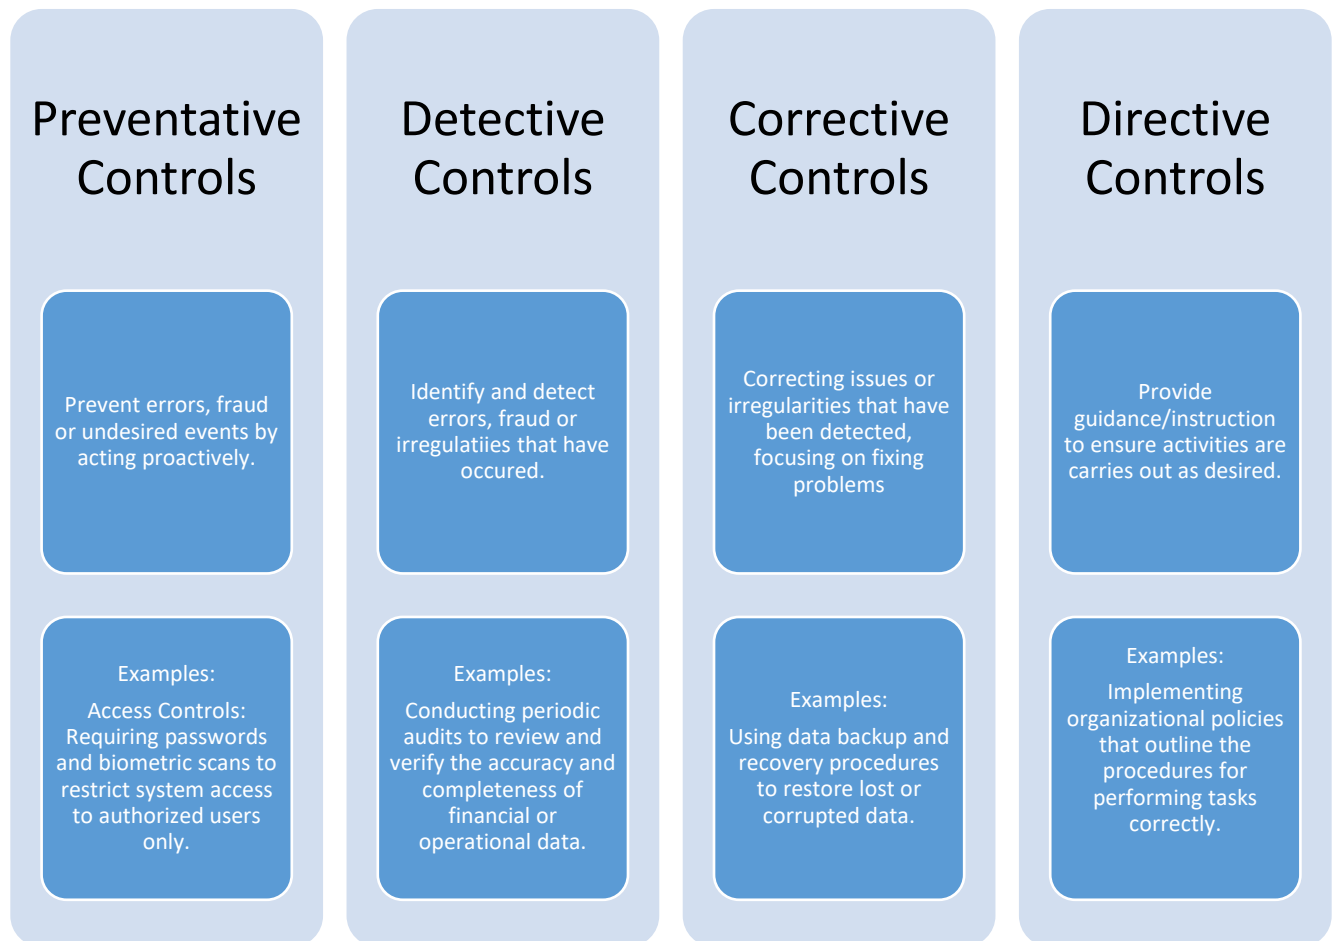 Preventative
Controls
Prevent errors, fraud
or undesired events by
acting proactively.
Examples:
Access Controls:
Requiring passwords
and biometric scans to
restrict system access
to authorized users
only.
Detective
Controls
Identify and detect
errors, fraud or
irregulatiies that have
occured.
Examples:
Conducting periodic
audits to review and
verify the accuracy and
completeness of
financial or
operational data.
Corrective
Controls
Correcting issues or
irregularities that have
been detected,
focusing on fixing
problems
Examples:
Using data backup and
recovery procedures
to restore lost or
corrupted data.
Directive
Controls
Provide
guidance/instruction
to ensure activities are
carries out as desired.
Examples:
Implementing
organizational policies
that outline the
procedures for
performing tasks
correctly.